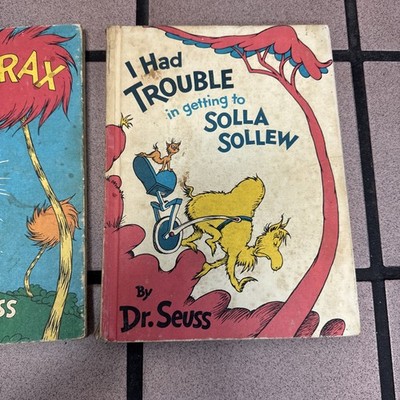 RAX
SS
I Had
TROUBLE
in getting to
SOLLA
SOLLEW
By
Dr. Seuss